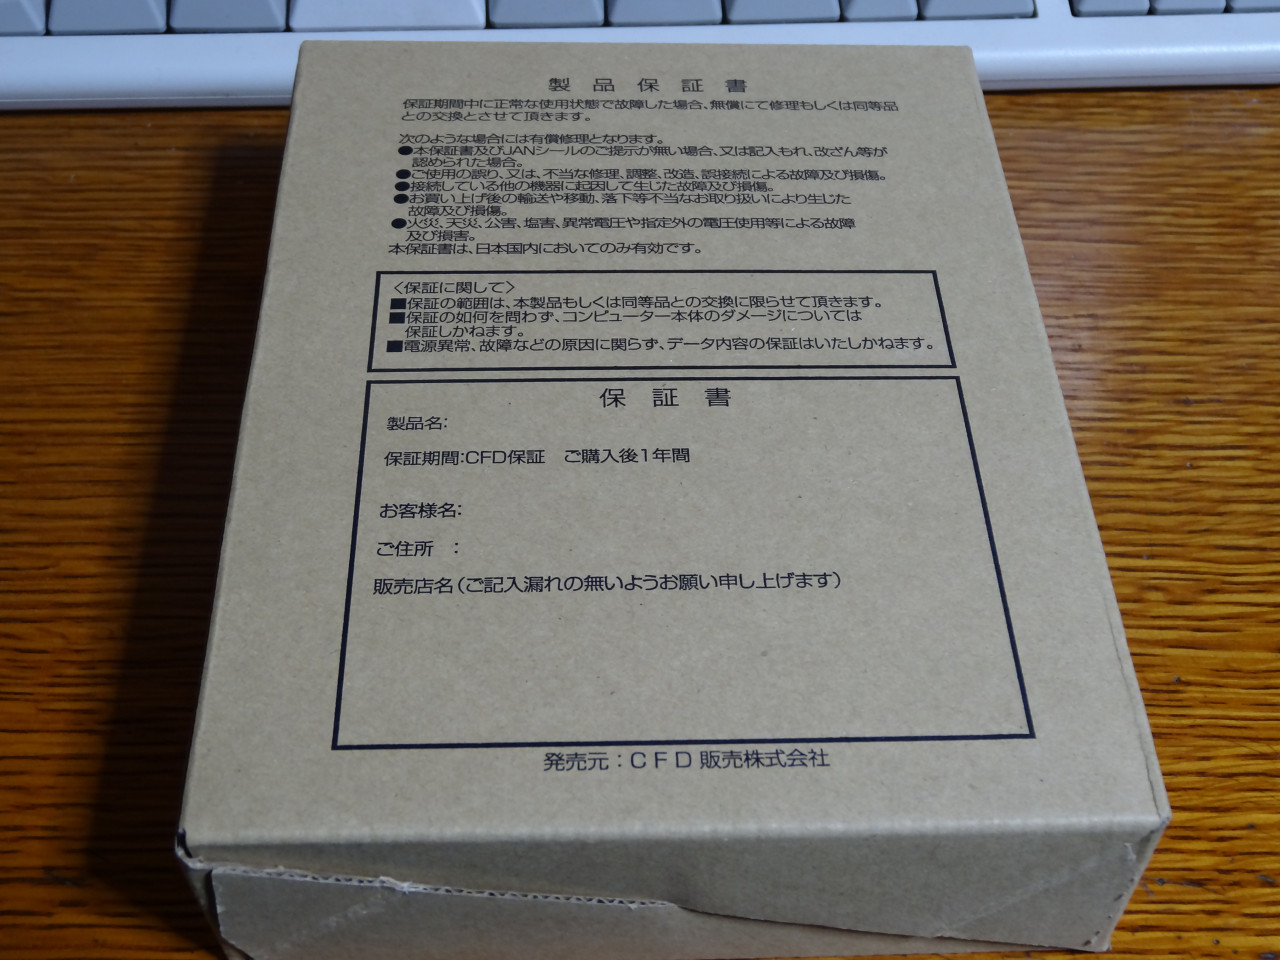 製品保証書
保証期間中に正常な使用状態で故障した場合、無償にて修理もしくは同等品
との交換とさせて頂きます。
次のような場合には有償修理となります。
●本保証書及びJANシールのご提示が無い場合、又は記入もれ、改ざん等が
認められた場合。
●ご使用の誤り、又は、不当な修理、調整、改造、誤接続による故障及び損傷。
●接続している他の機器に起因して生じた故障及び損傷。
●お買い上げ後の輸送や移動、落下等不当なお取り扱いにより生じた
故障及び損傷。
●火災、天災、公害、塩害、異常電圧や指定外の電圧使用等による故障
及び損害。
本保証書は、日本国内においてのみ有効です。
〈保証に関して〉
■保証の範囲は、本製品もしくは同等品との交換に限らせて頂きます。
■保証の如何を問わず、コンピューター本体のダメージについては
保証しかねます。
■電源異常、故障などの原因に関らず、データ内容の保証はいたしかねます。
保証書
製品名:
保証期間:CFD保証 ご購入後1年間
お客様名:
ご住所 :
販売店名(ご記入漏れの無いようお願い申し上げます)
発売元:CFD販売株式会社